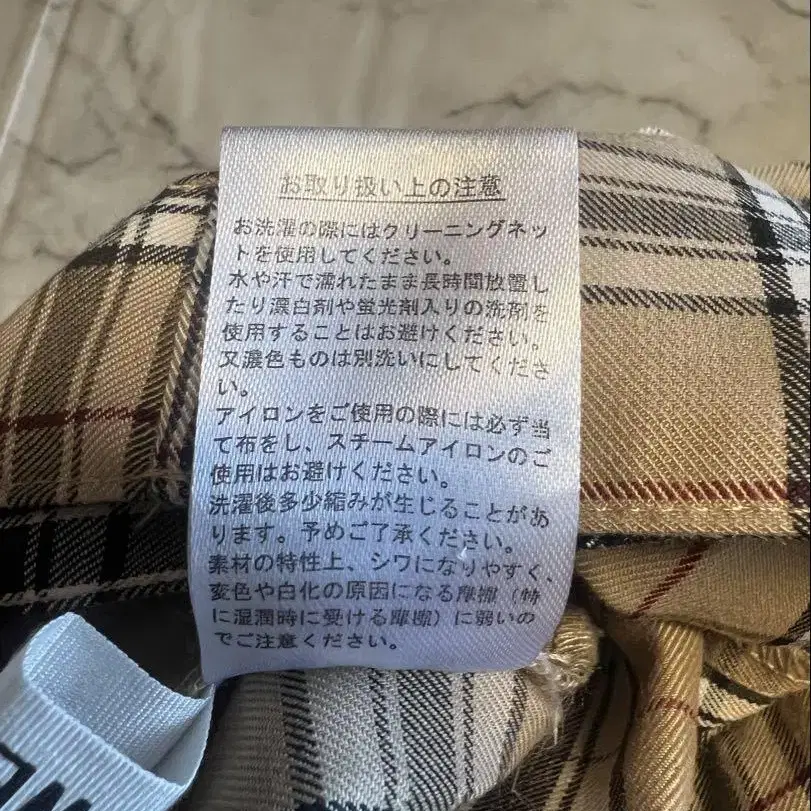 お取り扱い上の注意
お洗濯の際にはクリーニングネッ
トを使用してください。
水や汗で濡れたまま長時間放置し
たり漂白剤や蛍光剤入りの洗剤を
使用することはお避けください。
又濃色ものは別洗いにしてくださ
い。
アイロンをご使用の際には必ず当
て布をし、スチームアイロンのご
使用はお避けください。
洗濯後多少縮みが生じることがあ
ります。予めご了承ください。
素材の特性上、シワになりやすく、
変色や白化の原因になる摩擦（特
に湿潤時に受ける摩擦）に弱いの
でご注意ください。